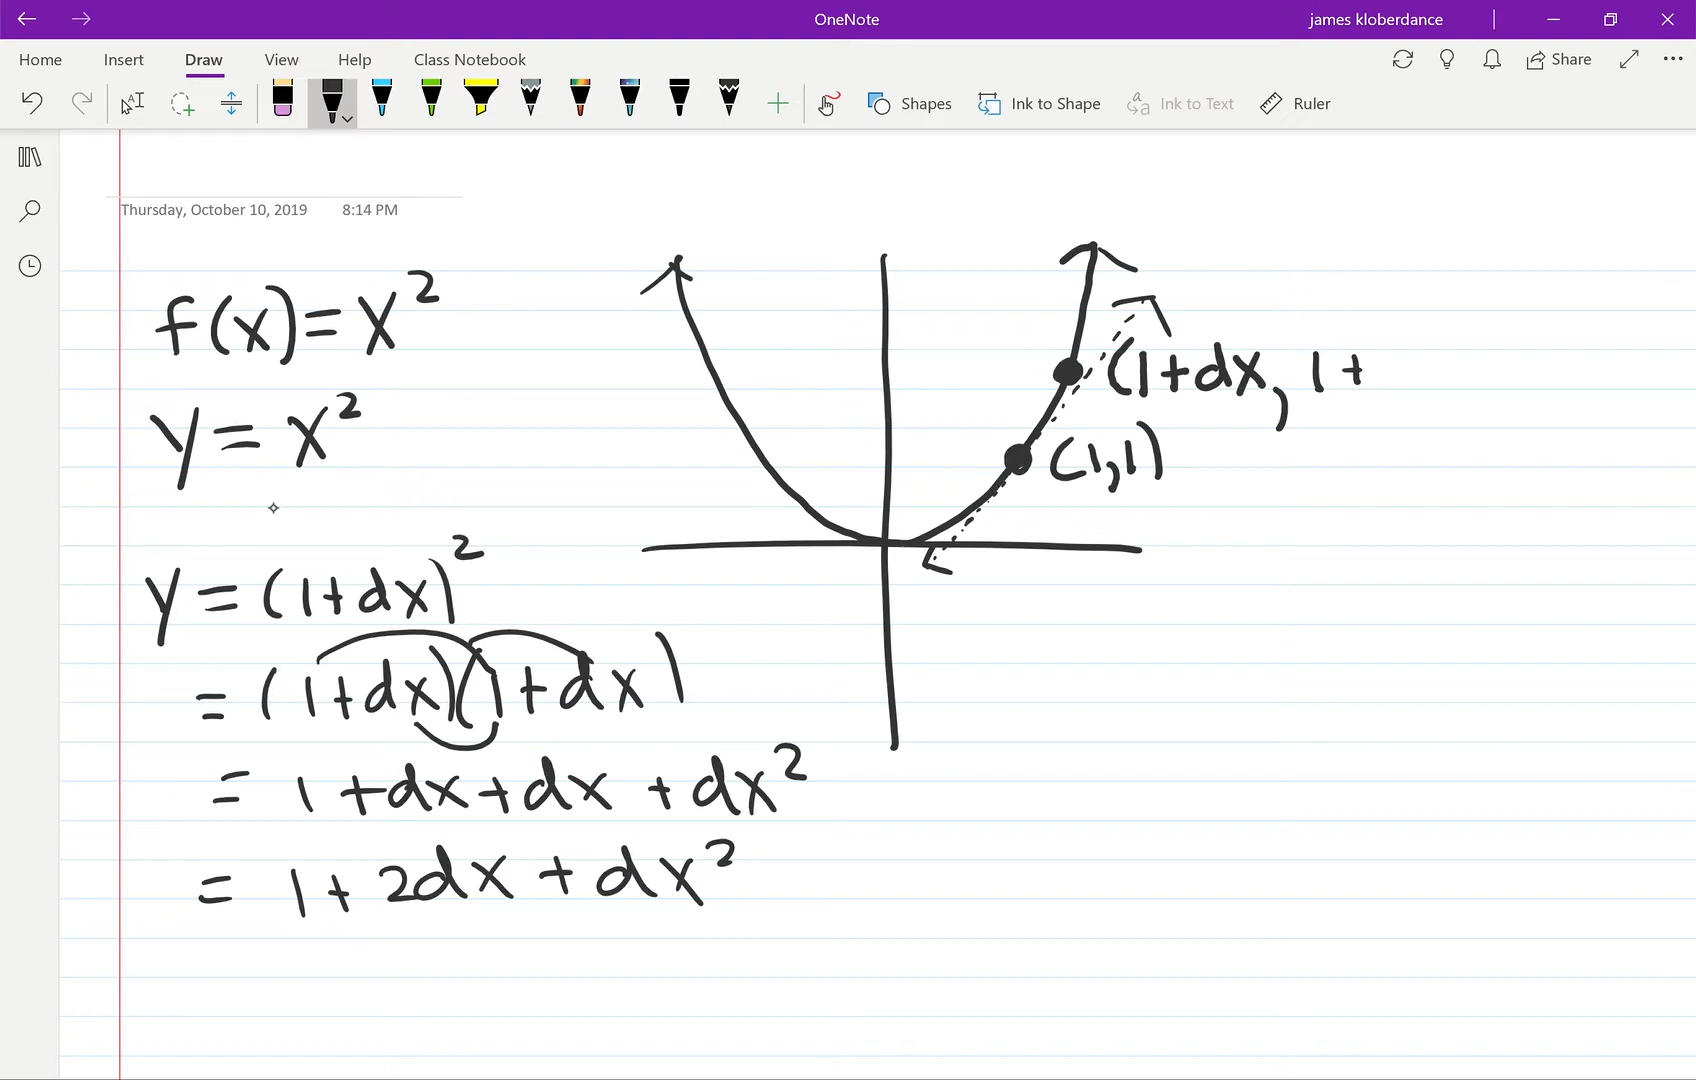 OneNote
james kloberdance
Home Insert Draw View Help Class Notebook
Share
Shapes Ink to Shape Ink to Text Ruler
Thursday, October 10, 2019 8:14 PM
f(x)=x²
y=x²
(1+dx, 1+
(1,1)
y=(1+dx)²
=(1+dx)(1+dx)
=1+dx+dx+dx²
=1+2dx+dx²